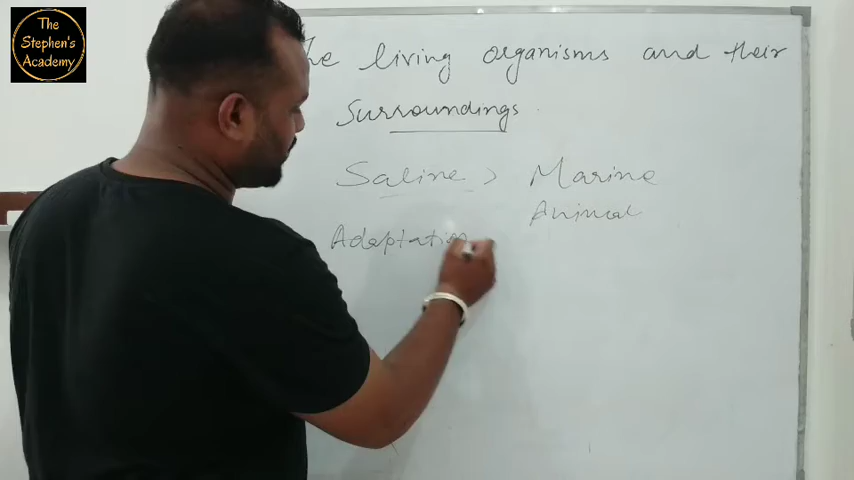 The
Stephen's
Academy
he living organisms and their
Surroundings
Saline > Marine
Animal
Adaptation